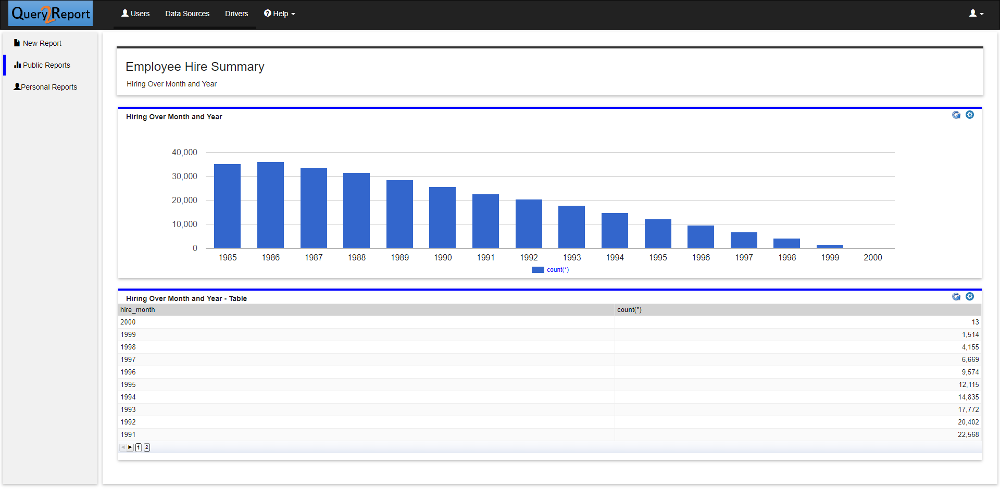 Query2Report Users Data Sources Drivers Help
New Report
Public Reports
Personal Reports
Employee Hire Summary
Hiring Over Month and Year
Hiring Over Month and Year
40,000
30,000
20,000
10,000
0
1985 1986 1987 1988 1989 1990 1991 1992 1993 1994 1995 1996 1997 1998 1999 2000
count(*)
Hiring Over Month and Year - Table
hire_month count(*)
2000 13
1999 1,514
1998 4,155
1997 6,669
1996 9,574
1995 12,115
1994 14,835
1993 17,772
1992 20,402
1991 22,568
1 2